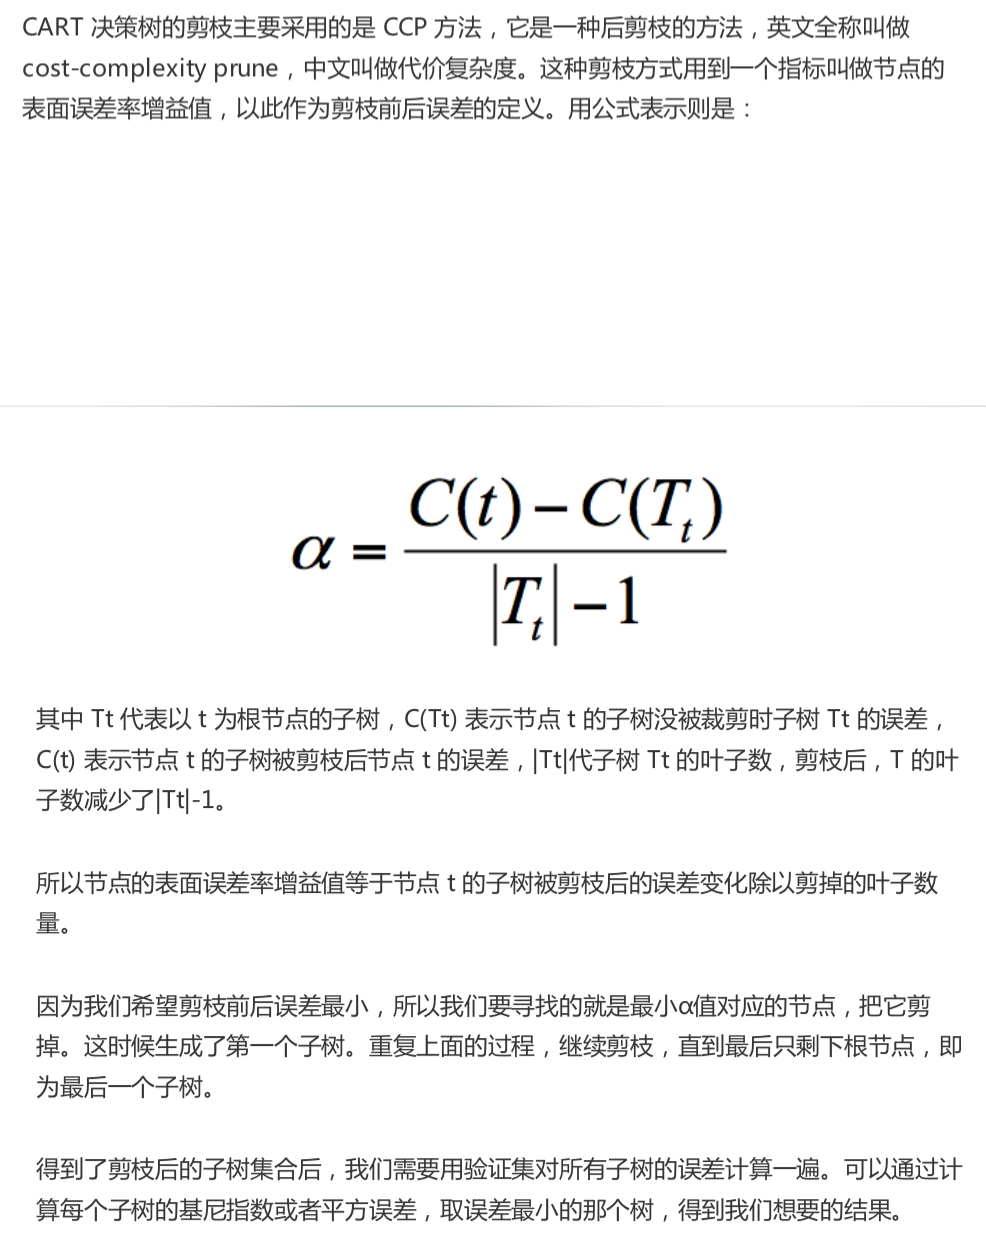 CART 决策树的剪枝主要采用的是 CCP 方法，它是一种后剪枝的方法，英文全称叫做
cost-complexity prune，中文叫做代价复杂度。这种剪枝方式用到一个指标叫做节点的
表面误差率增益值，以此作为剪枝前后误差的定义。用公式表示则是：
α = (C(t) − C(T_t)) / (|T_t| − 1)
其中 Tt 代表以 t 为根节点的子树，C(Tt) 表示节点 t 的子树没被裁剪时子树 Tt 的误差，
C(t) 表示节点 t 的子树被剪枝后节点 t 的误差，|Tt|代子树 Tt 的叶子数，剪枝后，T 的叶
子数减少了|Tt|-1。
所以节点的表面误差率增益值等于节点 t 的子树被剪枝后的误差变化除以剪掉的叶子数
量。
因为我们希望剪枝前后误差最小，所以我们要寻找的就是最小α值对应的节点，把它剪
掉。这时候生成了第一个子树。重复上面的过程，继续剪枝，直到最后只剩下根节点，即
为最后一个子树。
得到了剪枝后的子树集合后，我们需要用验证集对所有子树的误差计算一遍。可以通过计
算每个子树的基尼指数或者平方误差，取误差最小的那个树，得到我们想要的结果。